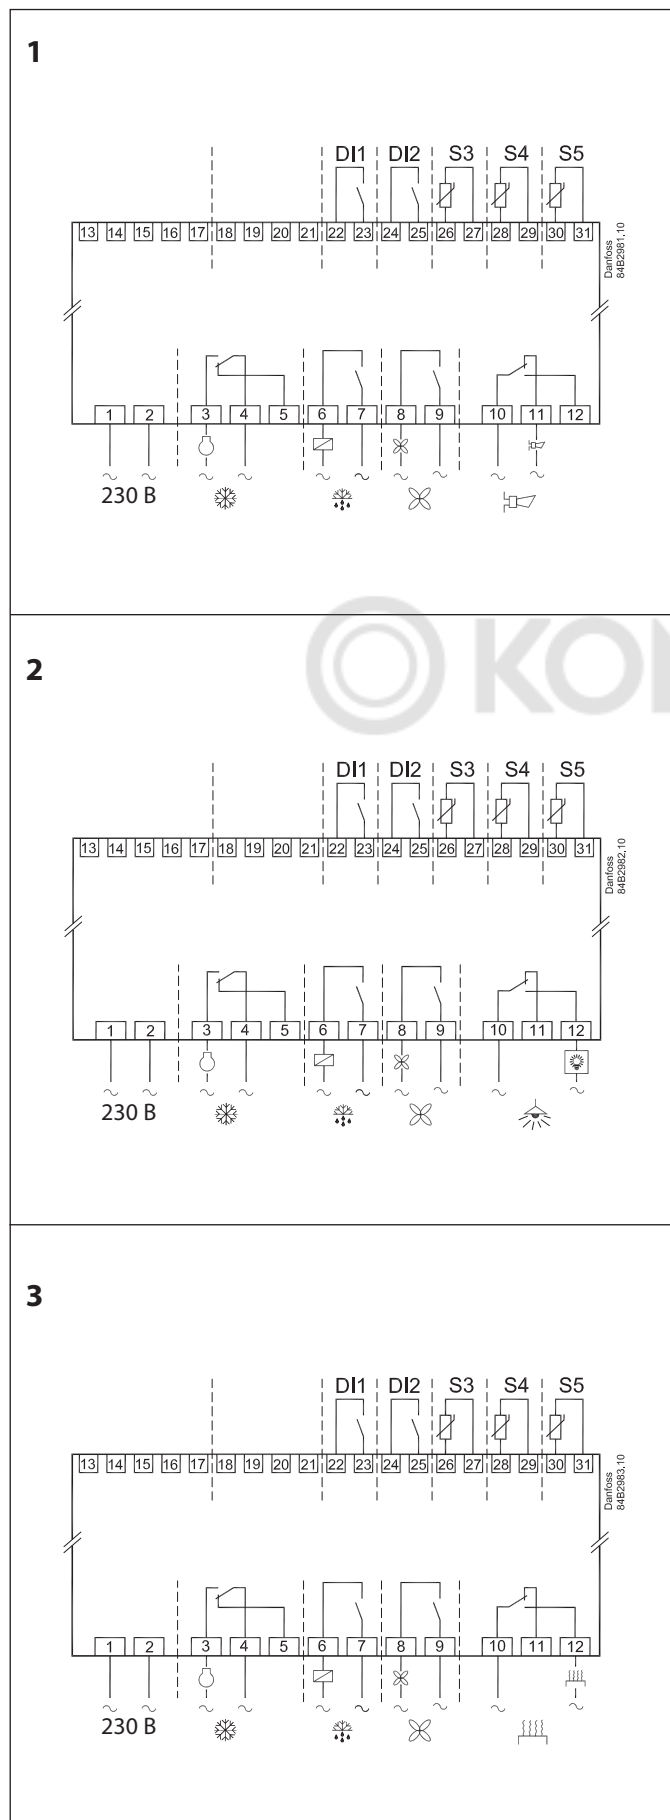 1
DI1 DI2 S3 S4 S5
13 14 15 16 17 18 19 20 21 22 23 24 25 26 27 28 29 30 31
Danfoss
84B2981.10
1 2 3 4 5 6 7 8 9 10 11 12
230 В
KON
2
DI1 DI2 S3 S4 S5
13 14 15 16 17 18 19 20 21 22 23 24 25 26 27 28 29 30 31
Danfoss
84B2982.10
1 2 3 4 5 6 7 8 9 10 11 12
230 В
3
DI1 DI2 S3 S4 S5
13 14 15 16 17 18 19 20 21 22 23 24 25 26 27 28 29 30 31
Danfoss
84B2983.10
1 2 3 4 5 6 7 8 9 10 11 12
230 В